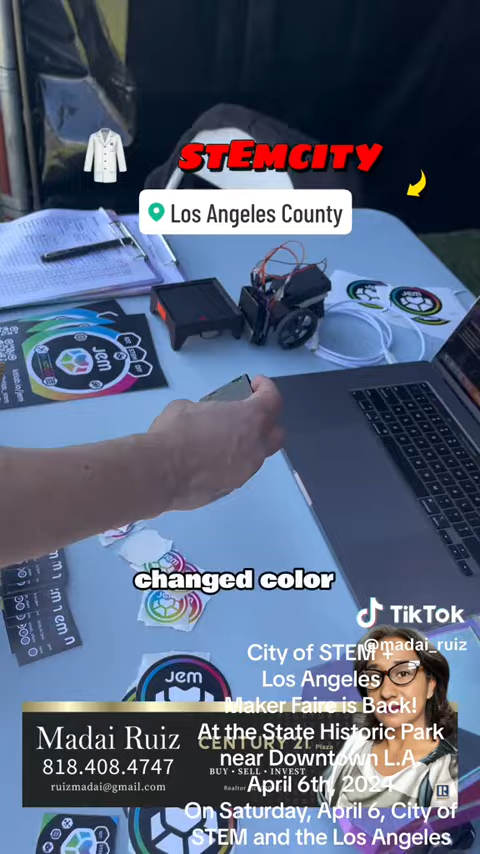 STEMCITY
Los Angeles County
jem
changed color
TikTok
@madai_ruiz
City of STEM +
Los Angeles
Maker Faire is Back!
At the State Historic Park
near Downtown L.A
April 6th, 2024
On Saturday, April 6, City of
STEM and the Los Angeles
jem
Madai Ruiz
818.408.4747
ruizmadai@gmail.com
CENTURY 21. Plaza
BUY • SELL • INVEST